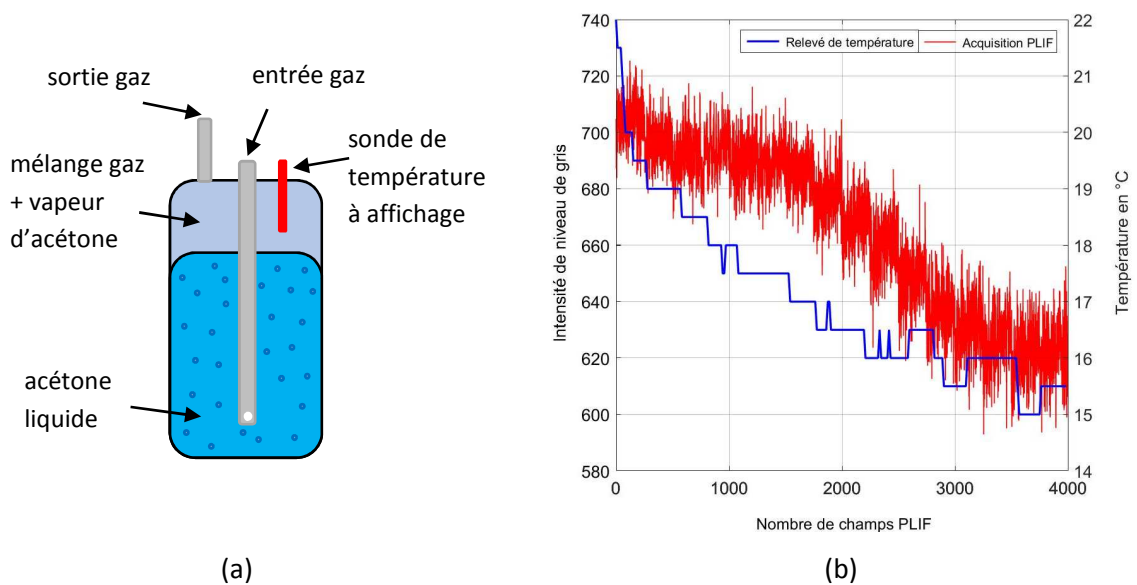 sortie gaz
entrée gaz
mélange gaz
+ vapeur
d'acétone
sonde de
température
à affichage
acétone
liquide
(a)
740
720
700
680
660
640
620
600
580
Intensité de niveau de gris
Relevé de température
Acquisition PLIF
22
21
20
19
18
17
16
15
14
Température en °C
0
1000
2000
3000
4000
Nombre de champs PLIF
(b)